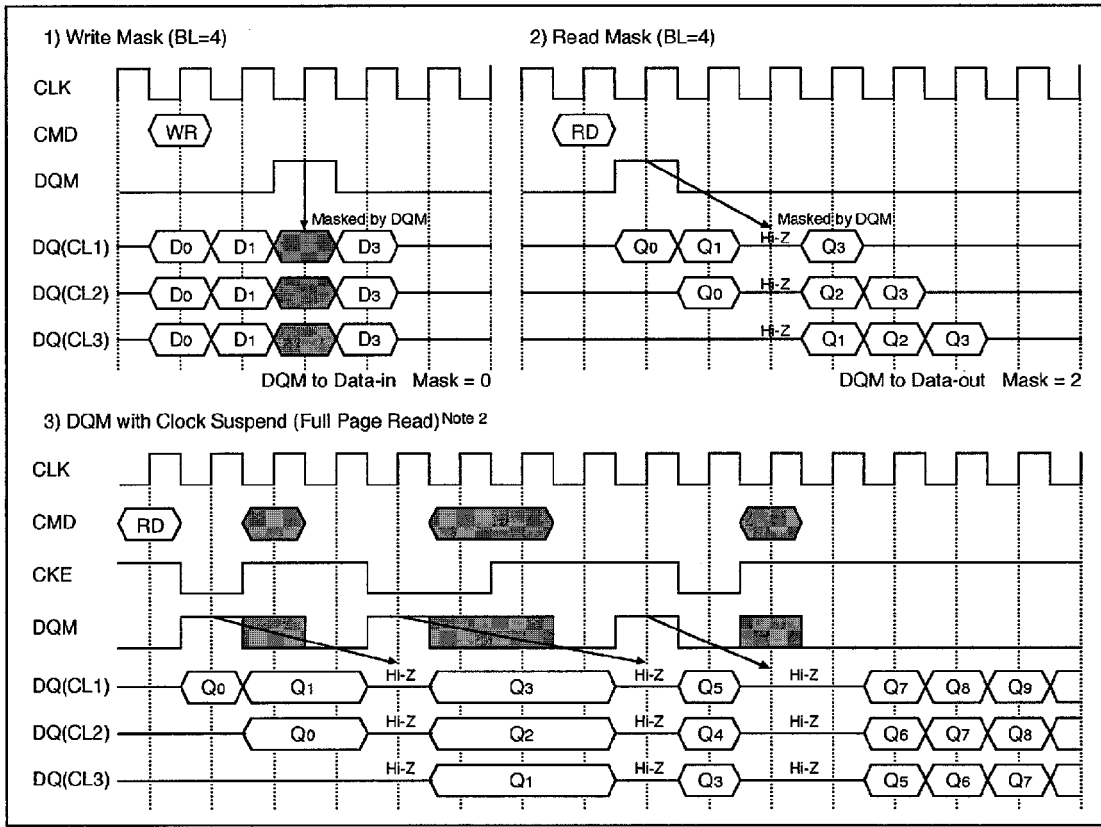 1) Write Mask (BL=4)
2) Read Mask (BL=4)
CLK
CMD
WR
RD
DQM
Masked by DQM
Masked by DQM
DQ(CL1)
D0 D1 D3
Q0 Q1 Hi-Z Q3
DQ(CL2)
D0 D1 D3
Q0 Hi-Z Q2 Q3
DQ(CL3)
D0 D1 D3
Hi-Z Q1 Q2 Q3
DQM to Data-in Mask = 0
DQM to Data-out Mask = 2
3) DQM with Clock Suspend (Full Page Read) Note 2
CLK
CMD
RD
CKE
DQM
DQ(CL1) Q0 Q1 Hi-Z Q3 Hi-Z Q5 Hi-Z Q7 Q8 Q9
DQ(CL2) Q0 Hi-Z Q2 Hi-Z Q4 Hi-Z Q6 Q7 Q8
DQ(CL3) Hi-Z Q1 Hi-Z Q3 Hi-Z Q5 Q6 Q7